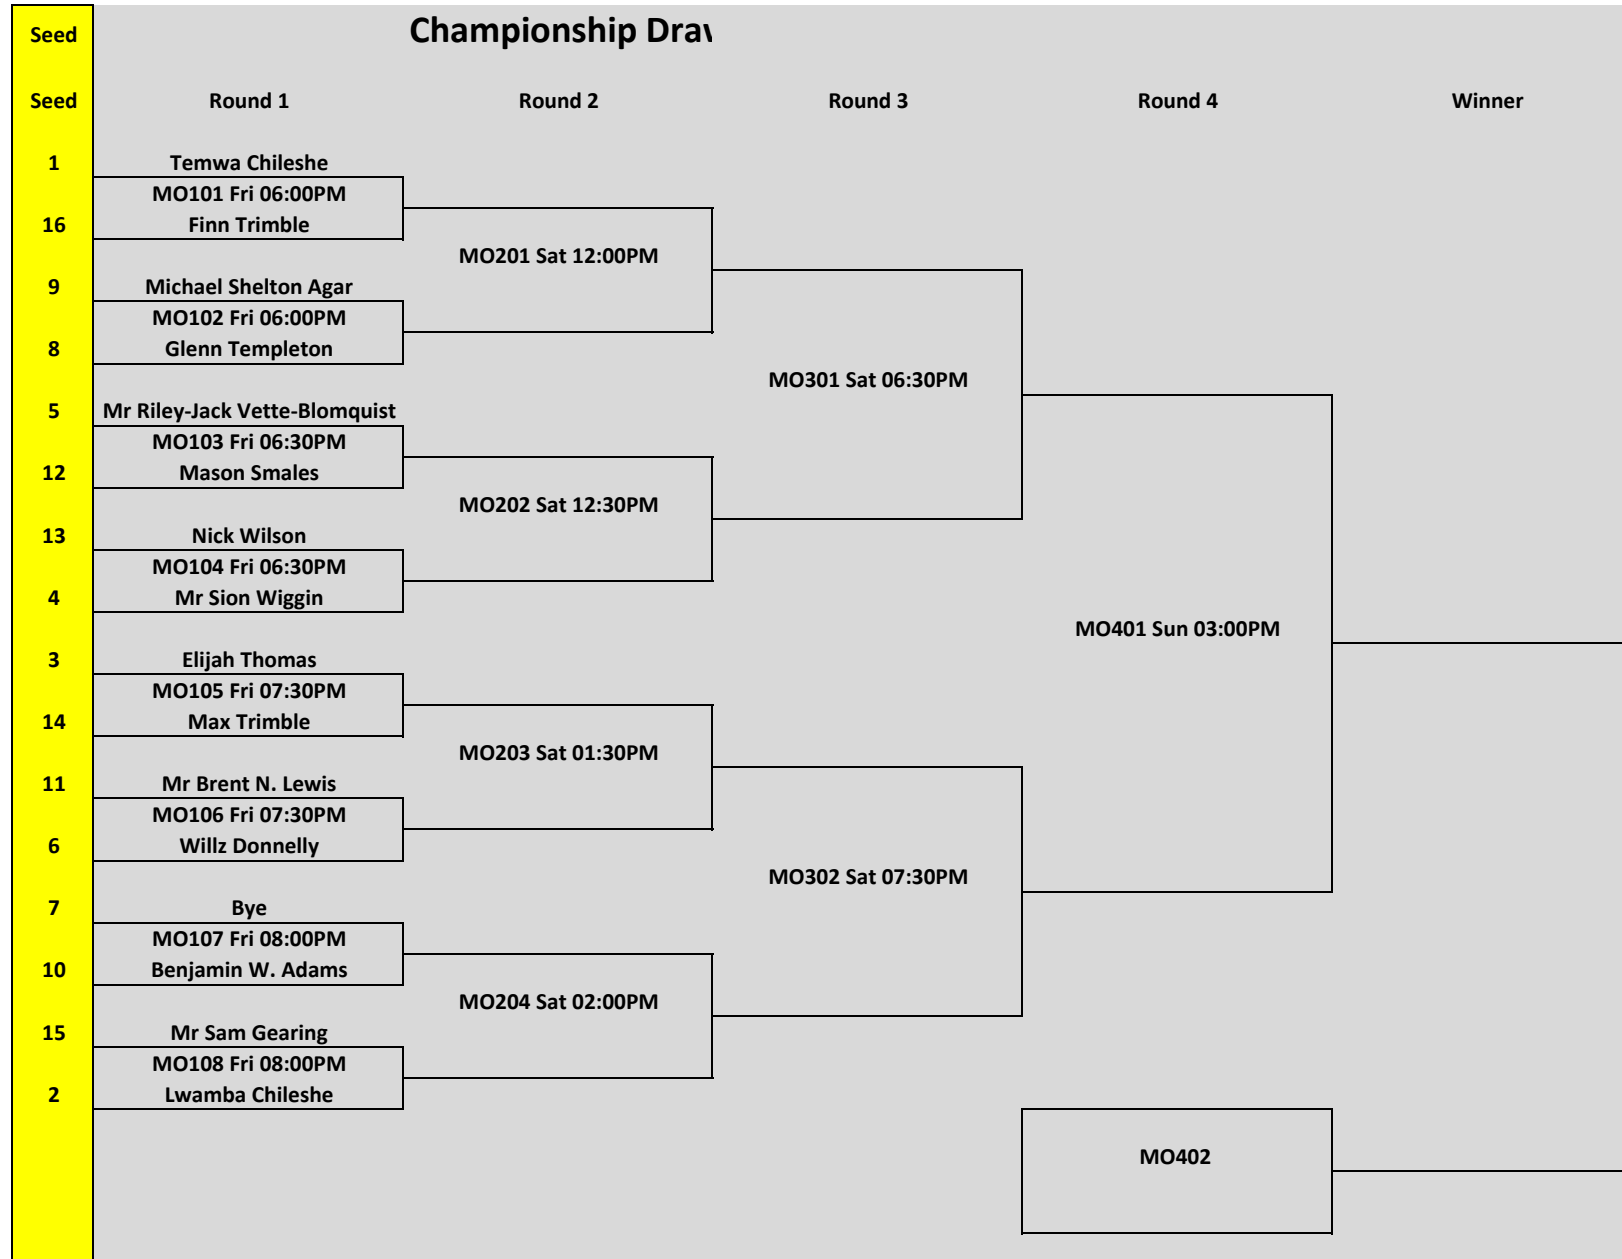 Seed Championship Drav
Seed Round 1 Round 2 Round 3 Round 4 Winner
1 Temwa Chileshe
MO101 Fri 06:00PM
16 Finn Trimble
MO201 Sat 12:00PM
9 Michael Shelton Agar
MO102 Fri 06:00PM
8 Glenn Templeton
MO301 Sat 06:30PM
5 Mr Riley-Jack Vette-Blomquist
MO103 Fri 06:30PM
12 Mason Smales
MO202 Sat 12:30PM
13 Nick Wilson
MO104 Fri 06:30PM
4 Mr Sion Wiggin
MO401 Sun 03:00PM
3 Elijah Thomas
MO105 Fri 07:30PM
14 Max Trimble
MO203 Sat 01:30PM
11 Mr Brent N. Lewis
MO106 Fri 07:30PM
6 Willz Donnelly
MO302 Sat 07:30PM
7 Bye
MO107 Fri 08:00PM
10 Benjamin W. Adams
MO204 Sat 02:00PM
15 Mr Sam Gearing
MO108 Fri 08:00PM
2 Lwamba Chileshe
MO402